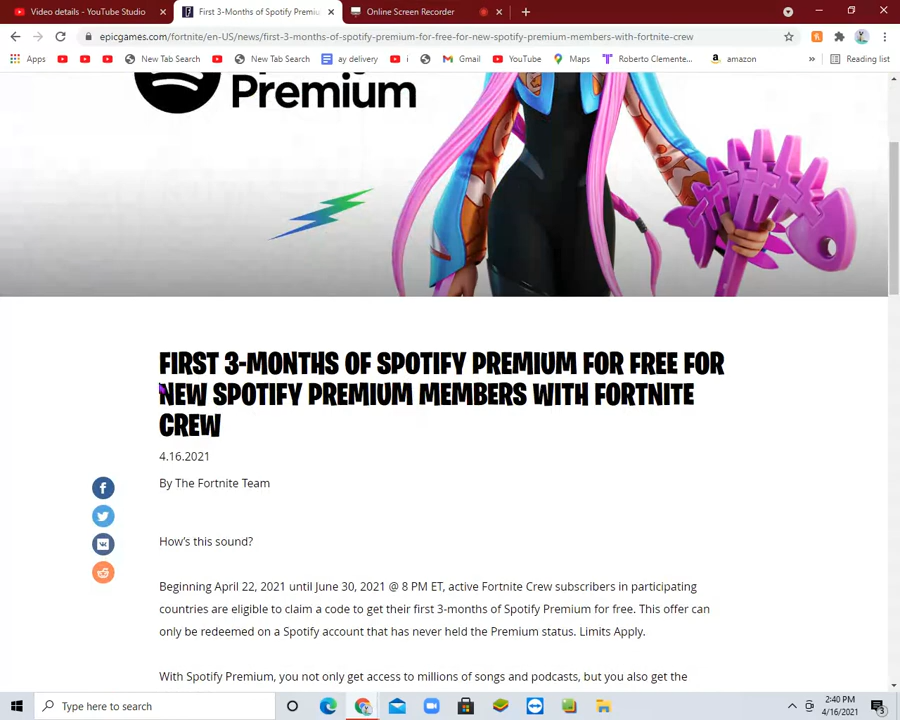 Video details - YouTube Studio
First 3-Months of Spotify Premiu
Online Screen Recorder
epicgames.com/fortnite/en-US/news/first-3-months-of-spotify-premium-for-free-for-new-spotify-premium-members-with-fortnite-crew
Apps
New Tab Search
New Tab Search
ay delivery
i
Gmail
YouTube
Maps
Roberto Clemente...
amazon
»
Reading list
Premium
FIRST 3-MONTHS OF SPOTIFY PREMIUM FOR FREE FOR
NEW SPOTIFY PREMIUM MEMBERS WITH FORTNITE
CREW
4.16.2021
By The Fortnite Team
How's this sound?
Beginning April 22, 2021 until June 30, 2021 @ 8 PM ET, active Fortnite Crew subscribers in participating
countries are eligible to claim a code to get their first 3-months of Spotify Premium for free. This offer can
only be redeemed on a Spotify account that has never held the Premium status. Limits Apply.
With Spotify Premium, you not only get access to millions of songs and podcasts, but you also get the
Type here to search
2:40 PM
4/16/2021
3